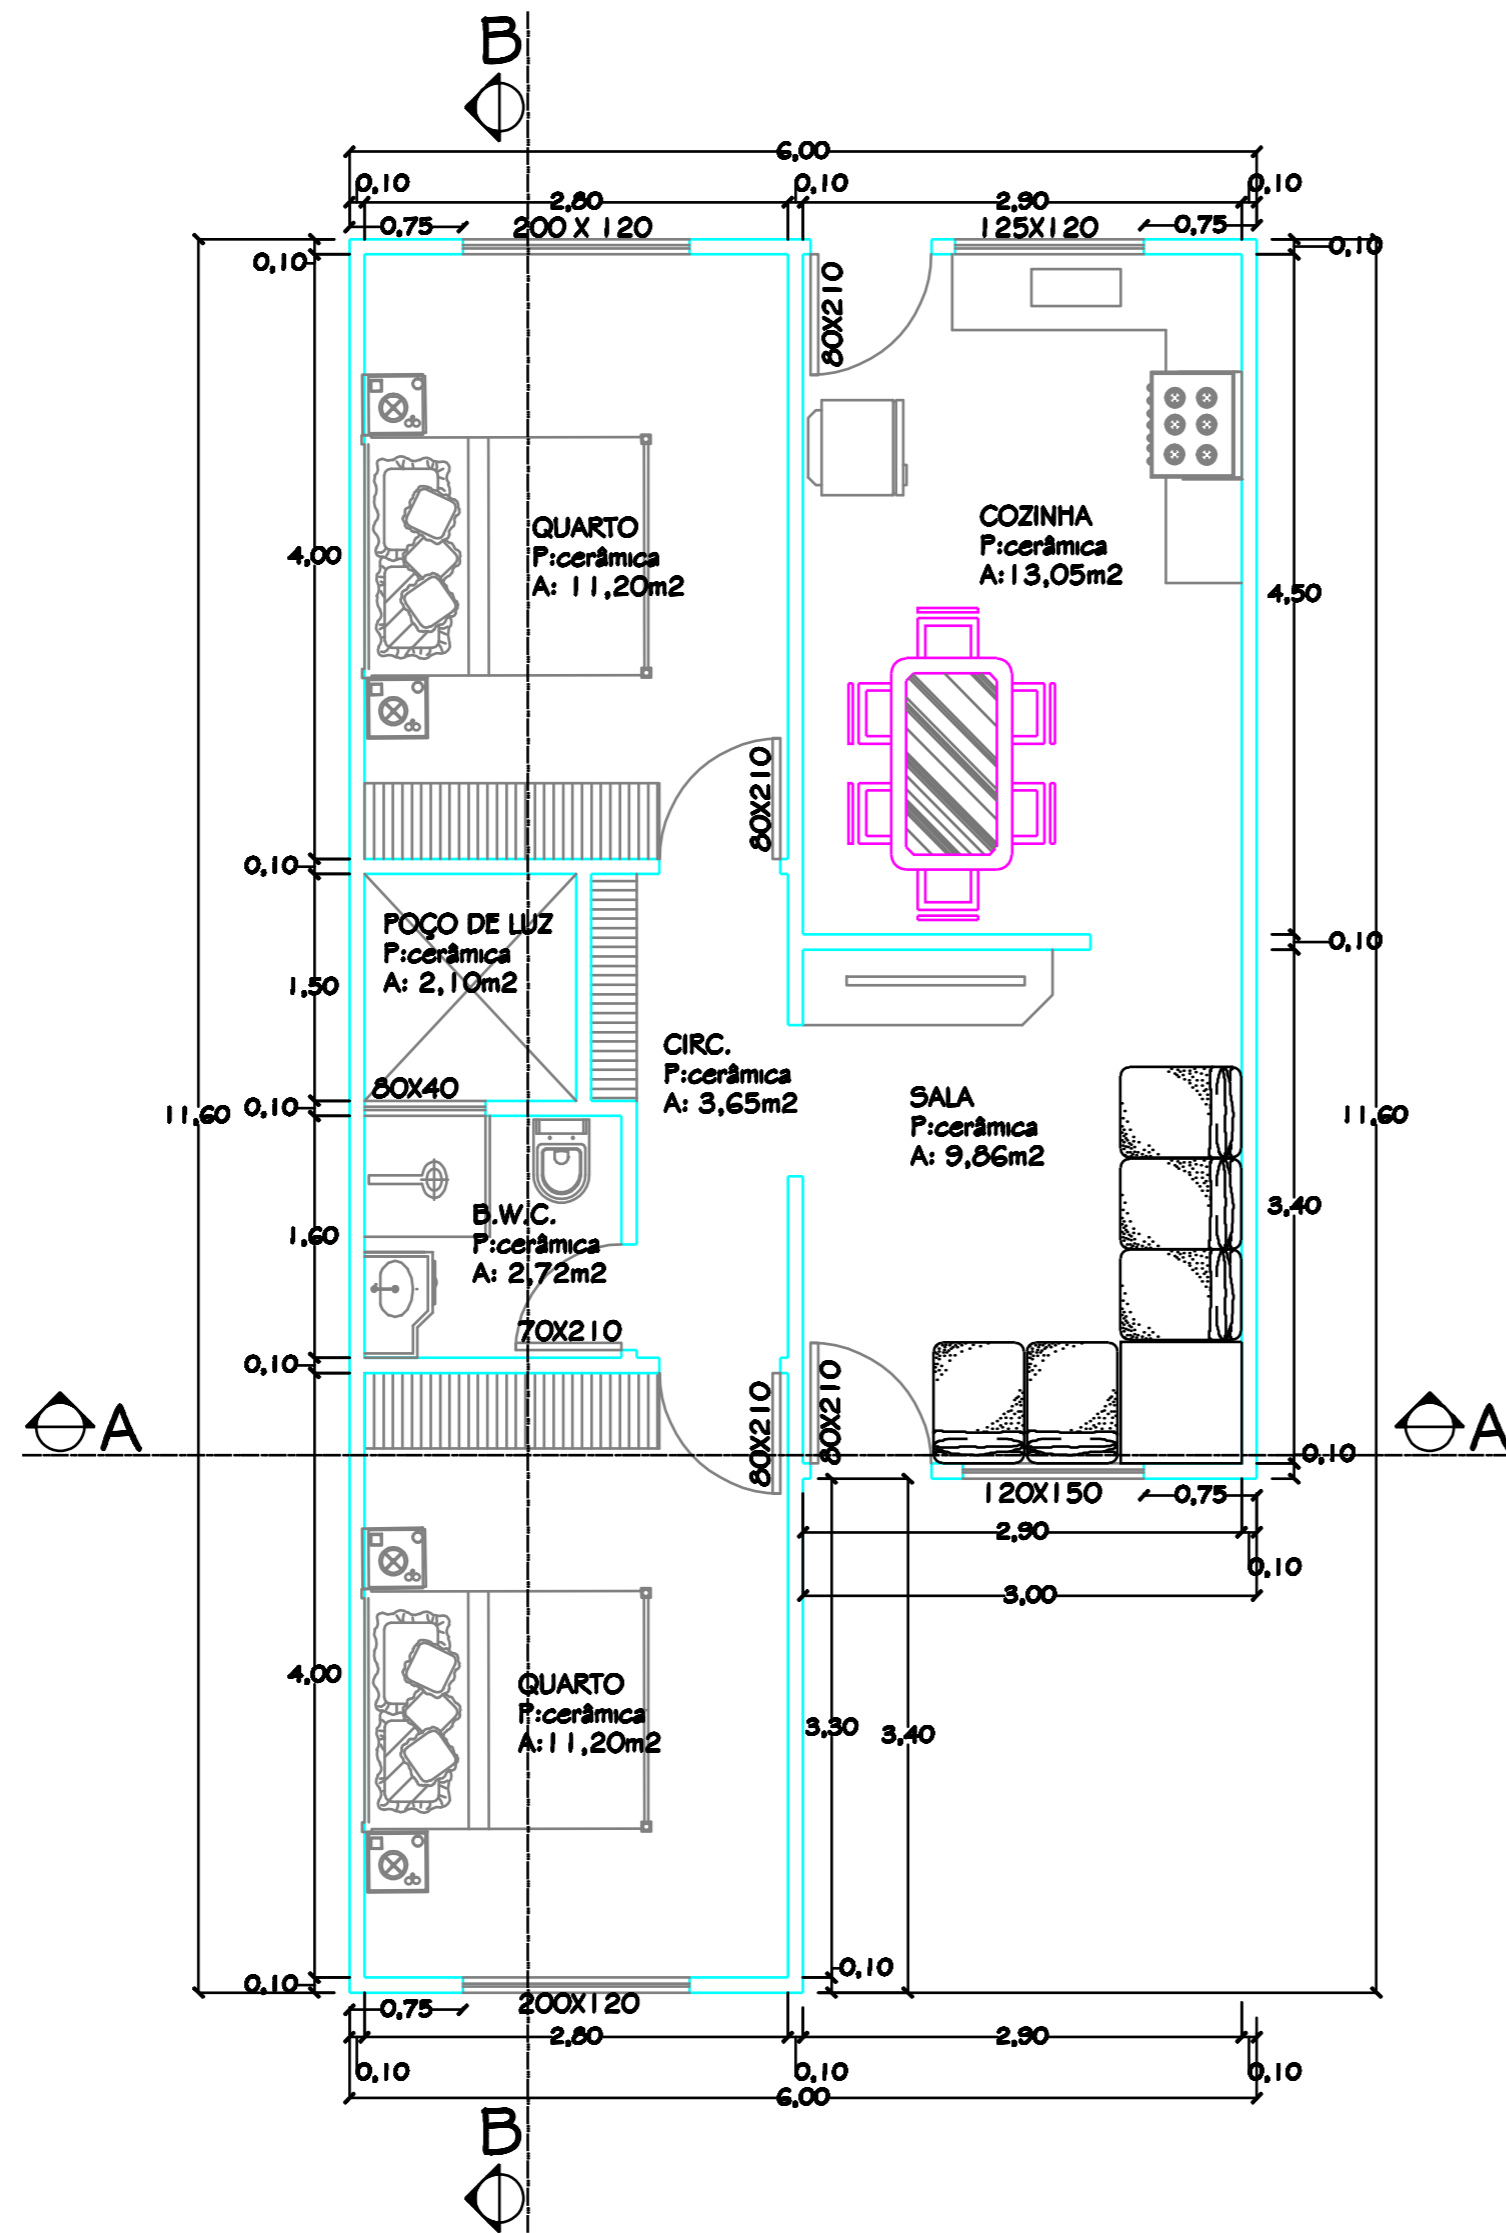 B
6,00
0,10
0,10
0,10
2,80
2,90
0,75
200 X 120
125X120
0,75
0,10
0,10
80X210
QUARTO
P:cerâmica
A: 11,20m2
COZINHA
P:cerâmica
A:13,05m2
4,00
4,50
80X210
0,10
POÇO DE LUZ
P:cerâmica
A: 2,10m2
0,10
1,50
CIRC.
P:cerâmica
A: 3,65m2
80X40
SALA
P:cerâmica
A: 9,86m2
11,60
0,10
11,60
B.W.C.
P:cerâmica
A: 2,72m2
1,60
3,40
70X210
0,10
80X210
80X210
A
A
0,10
120X150
0,75
2,90
0,10
3,00
4,00
QUARTO
P:cerâmica
A:11,20m2
3,30
3,40
0,10
0,10
0,75
200X120
2,80
2,90
0,10
0,10
0,10
6,00
B